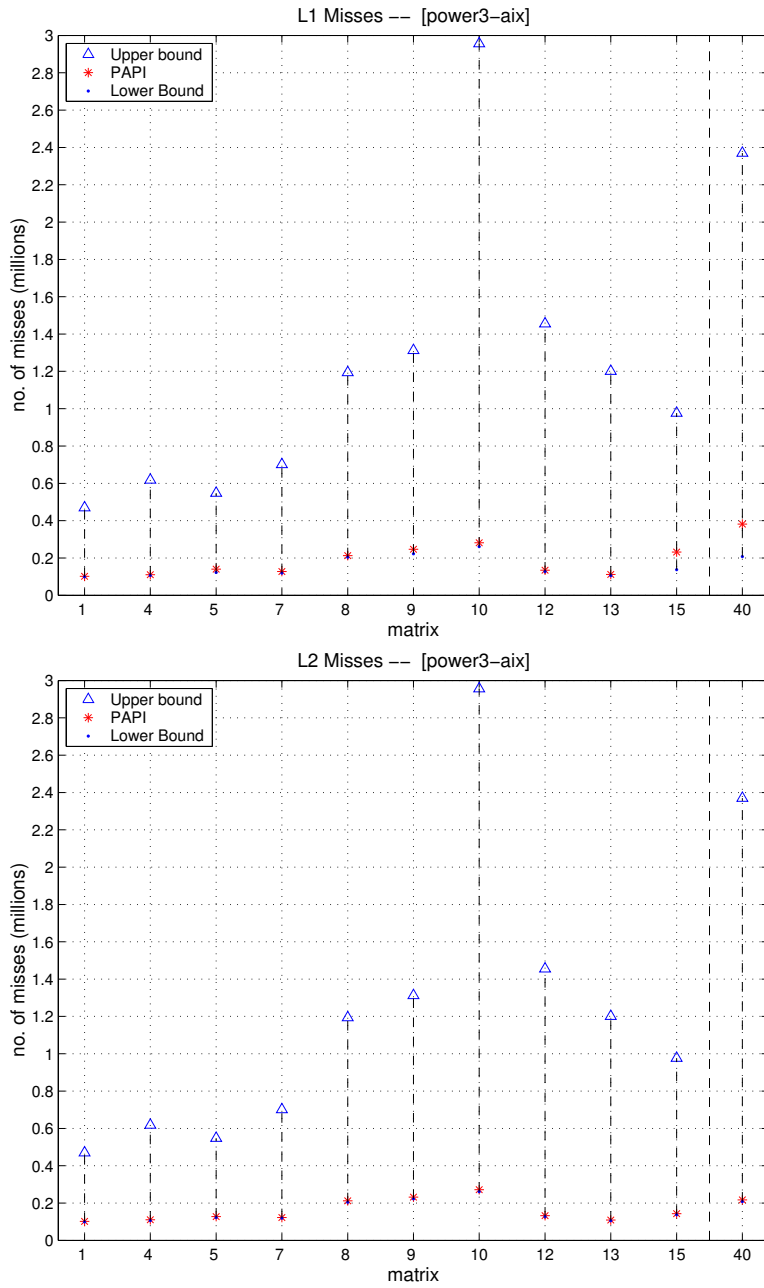 L1 Misses −− [power3−aix]
Upper bound
PAPI
Lower Bound
no. of misses (millions)
3
2.8
2.6
2.4
2.2
2
1.8
1.6
1.4
1.2
1
0.8
0.6
0.4
0.2
0
1 4 5 7 8 9 10 12 13 15 40
matrix
L2 Misses −− [power3−aix]
Upper bound
PAPI
Lower Bound
no. of misses (millions)
3
2.8
2.6
2.4
2.2
2
1.8
1.6
1.4
1.2
1
0.8
0.6
0.4
0.2
0
1 4 5 7 8 9 10 12 13 15 40
matrix